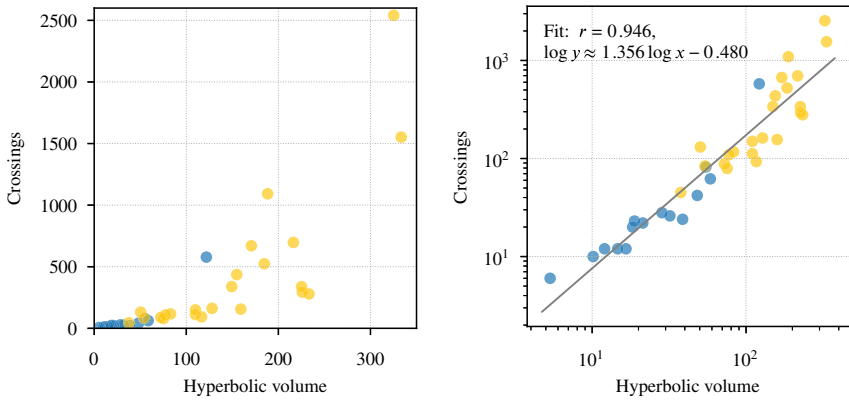 2500
2000
1500
1000
500
0
Crossings
0
100
200
300
Hyperbolic volume
Fit: r = 0.946,
log y ≈ 1.356 log x − 0.480
10³
10²
10¹
Crossings
10¹
10²
Hyperbolic volume